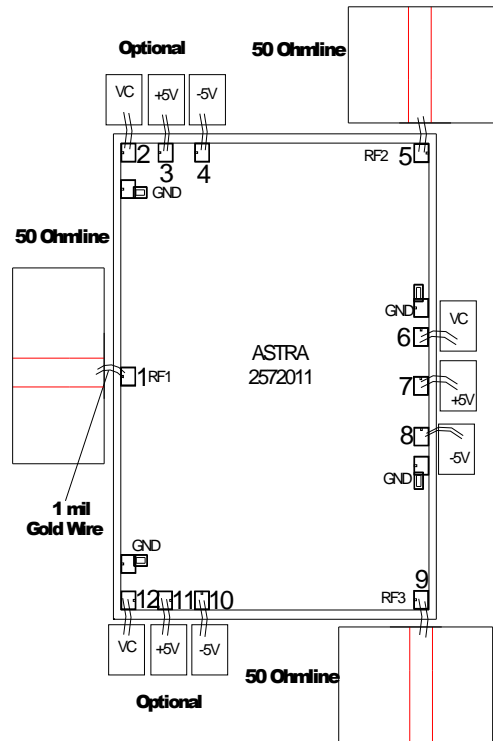 Optional
50 Ohmline
VC
+5V
-5V
2
3
4
RF2
5
GND
50 Ohmline
GND
6
VC
ASTRA
2572011
1
RF1
7
+5V
8
-5V
GND
1 mil
Gold Wire
GND
9
12
11
10
RF3
VC
+5V
-5V
50 Ohmline
Optional